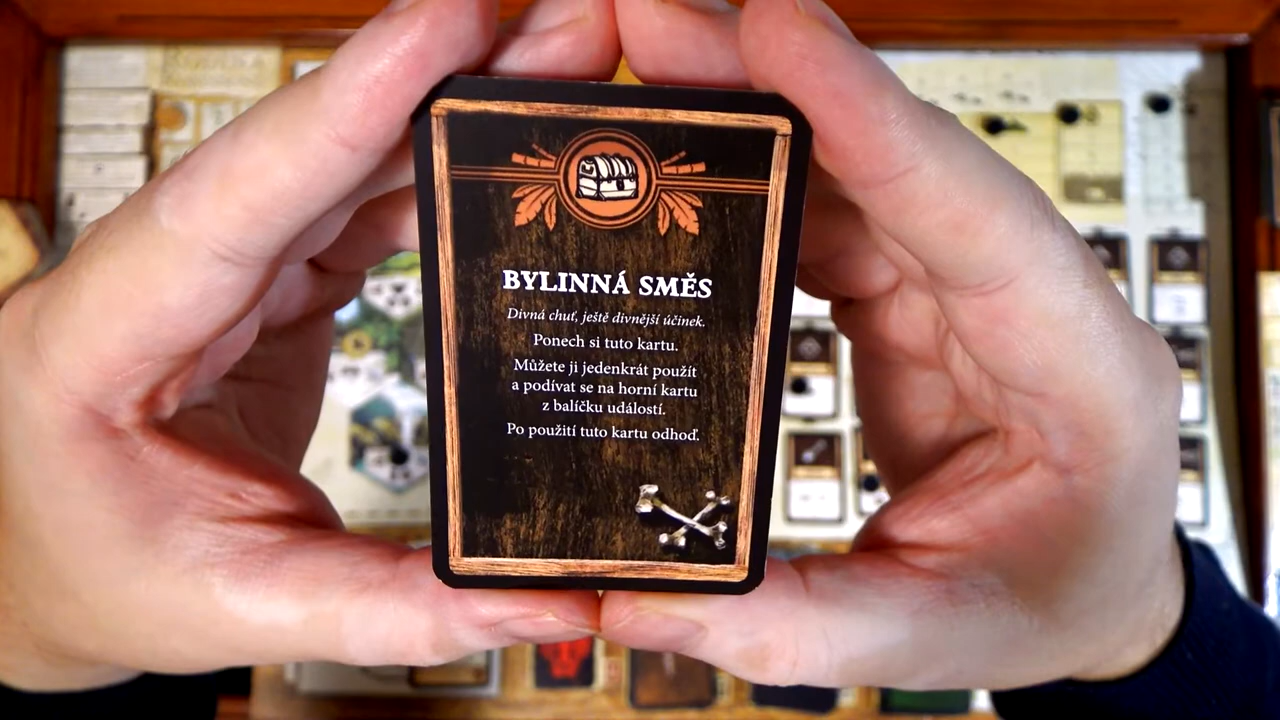 BYLINNÁ SMĚS
Divná chuť, ještě divnější účinek.
Ponech si tuto kartu.
Můžete ji jedenkrát použít
a podívat se na horní kartu
z balíčku událostí.
Po použití tuto kartu odhoď.